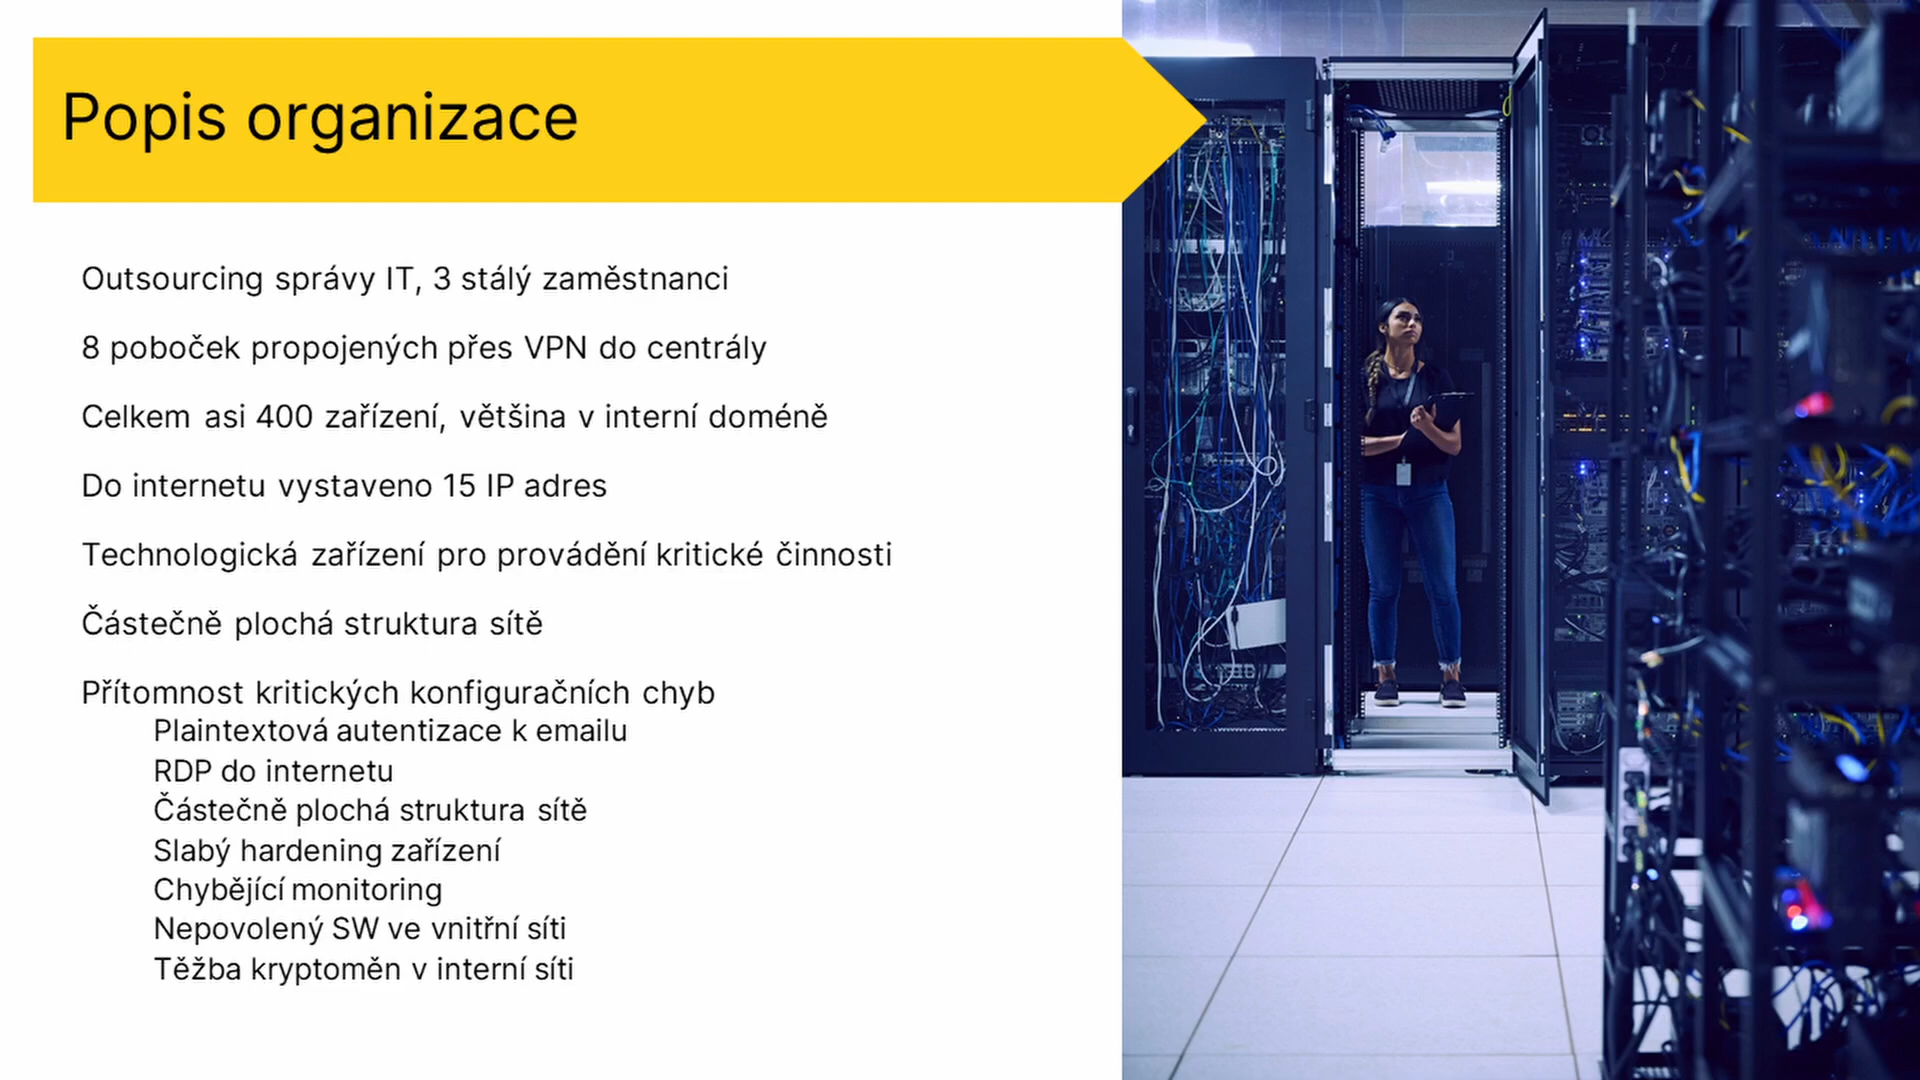 Popis organizace
Outsourcing správy IT, 3 stálý zaměstnanci
8 poboček propojených přes VPN do centrály
Celkem asi 400 zařízení, většina v interní doméně
Do internetu vystaveno 15 IP adres
Technologická zařízení pro provádění kritické činnosti
Částečně plochá struktura sítě
Přítomnost kritických konfiguračních chyb
Plaintextová autentizace k emailu
RDP do internetu
Částečně plochá struktura sítě
Slabý hardening zařízení
Chybějící monitoring
Nepovolený SW ve vnitřní síti
Těžba kryptoměn v interní síti